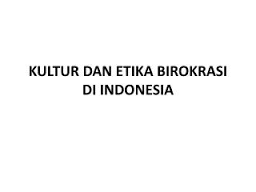 KULTUR DAN ETIKA BIROKRASI
DI INDONESIA